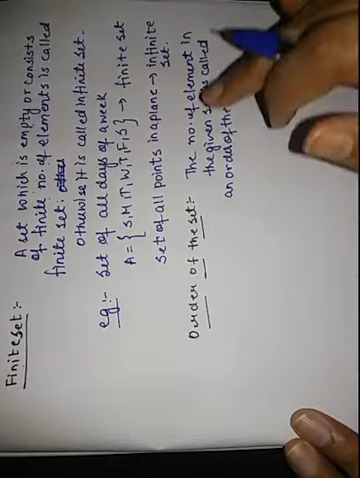 Finite set :-
A set which is empty or consists
of finite no. of elements is called
finite set:
otherwise it is called infinite set.
eg :- set of all days of a week
A = {S,M,T,W,T,F,S} → finite set
set of all points in a plane → infinite
set.
Order of the set:- The no. of element in
the given is called
an order of the